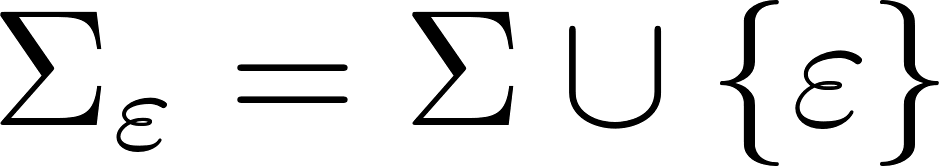 Σ_ε = Σ ∪ {ε}